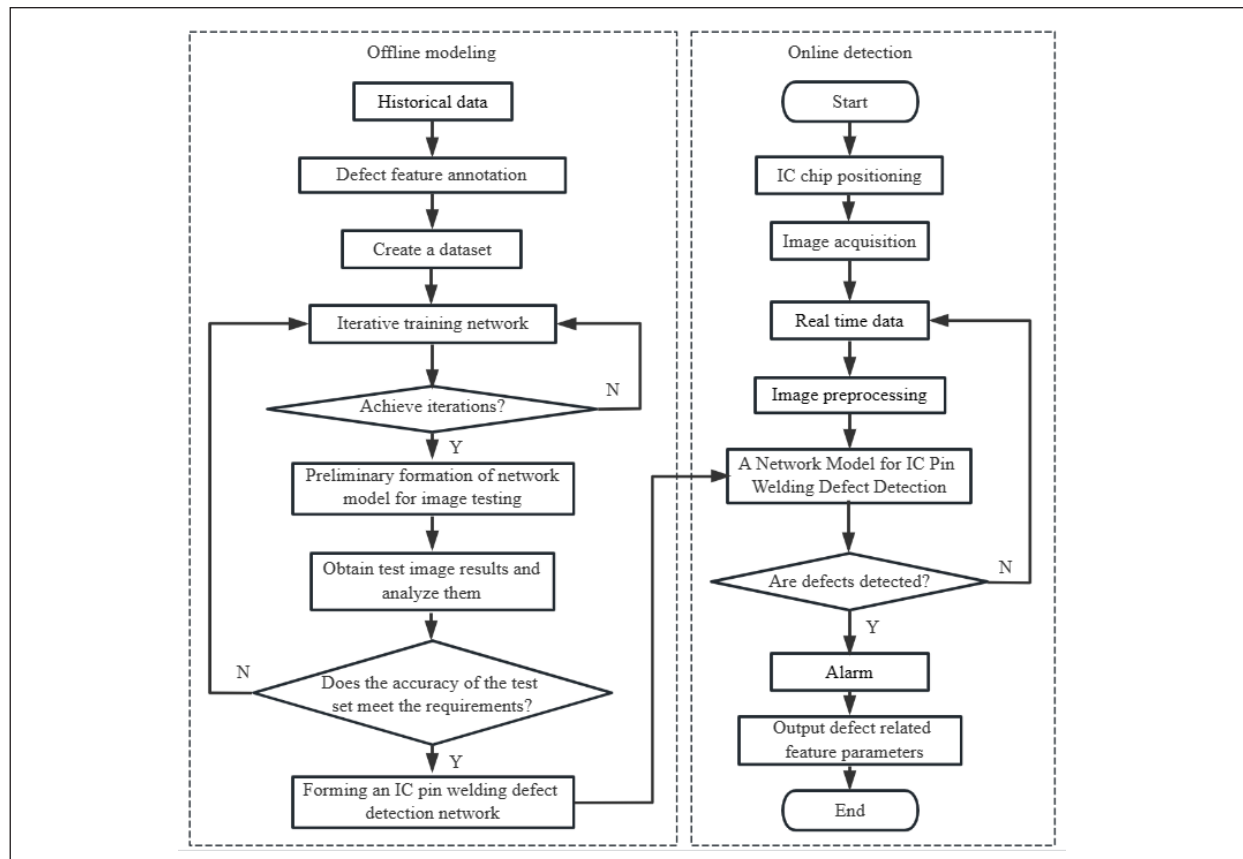 Offline modeling
Historical data
Defect feature annotation
Create a dataset
Iterative training network
Achieve iterations?
N
Y
Preliminary formation of network
model for image testing
Obtain test image results and
analyze them
N
Does the accuracy of the test
set meet the requirements?
Y
Forming an IC pin welding defect
detection network
Online detection
Start
IC chip positioning
Image acquisition
Real time data
Image preprocessing
A Network Model for IC Pin
Welding Defect Detection
Are defects detected?
N
Y
Alarm
Output defect related
feature parameters
End